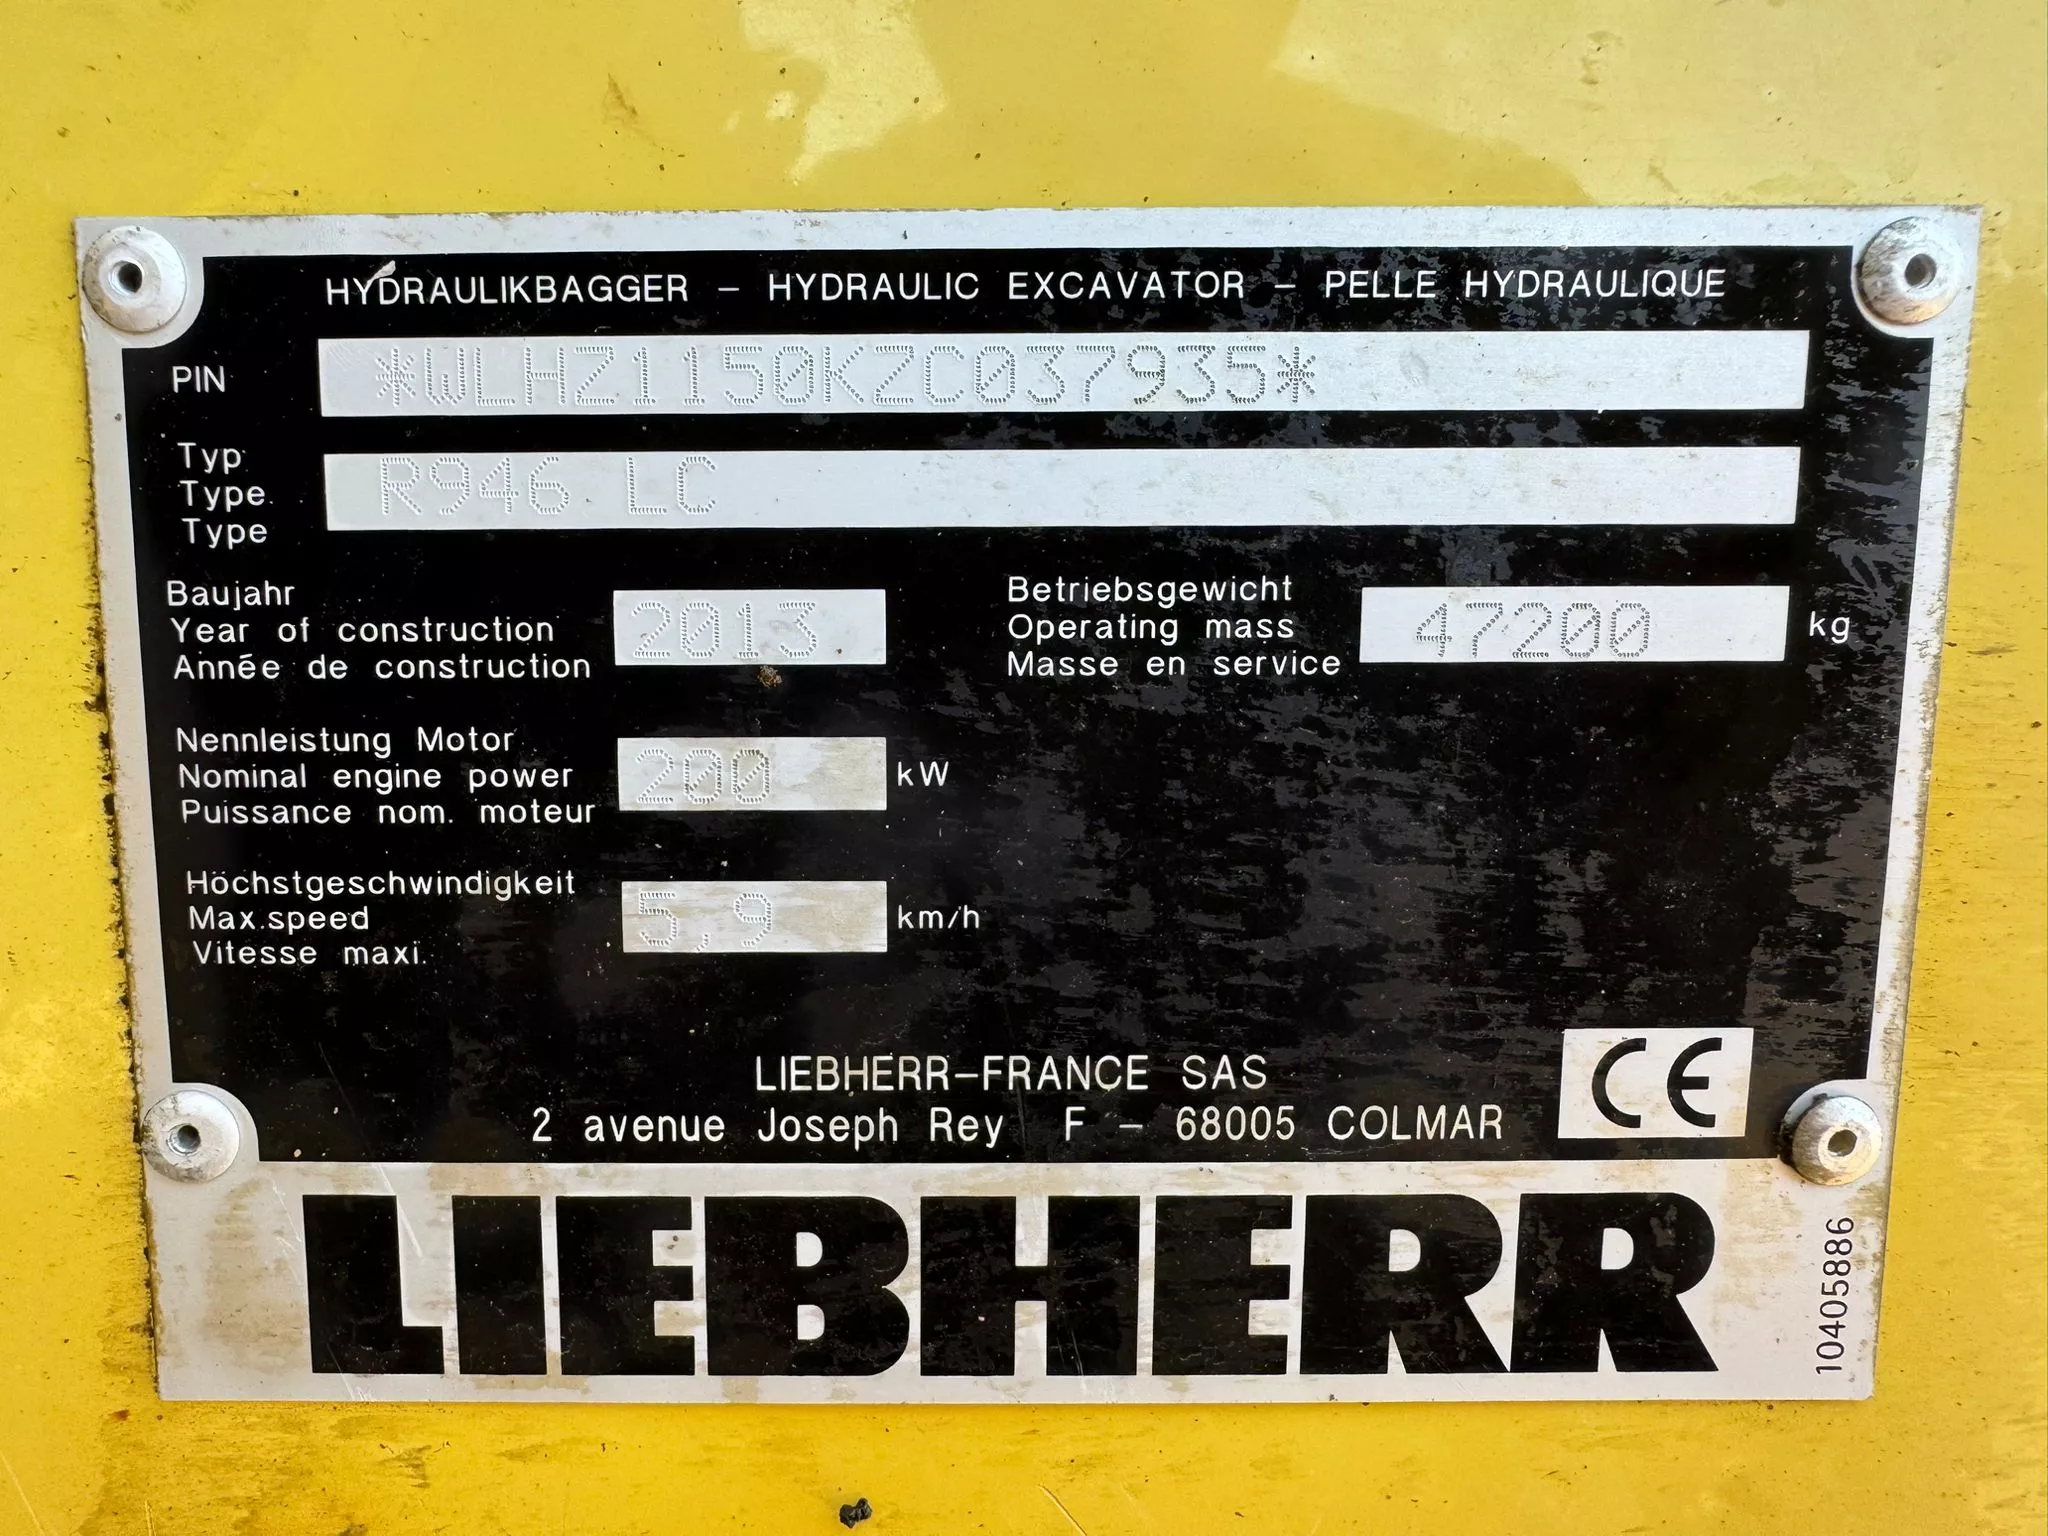 HYDRAULIKBAGGER – HYDRAULIC EXCAVATOR – PELLE HYDRAULIQUE
PIN *WLHZ1150KZC037935*
Typ
Type R946 LC
Type
Baujahr
Year of construction 2013
Année de construction
Betriebsgewicht
Operating mass 47200 kg
Masse en service
Nennleistung Motor
Nominal engine power 200 kW
Puissance nom. moteur
Höchstgeschwindigkeit
Max.speed 5,9 km/h
Vitesse maxi.
LIEBHERR-FRANCE SAS
2 avenue Joseph Rey F – 68005 COLMAR
CE
LIEBHERR
10405886